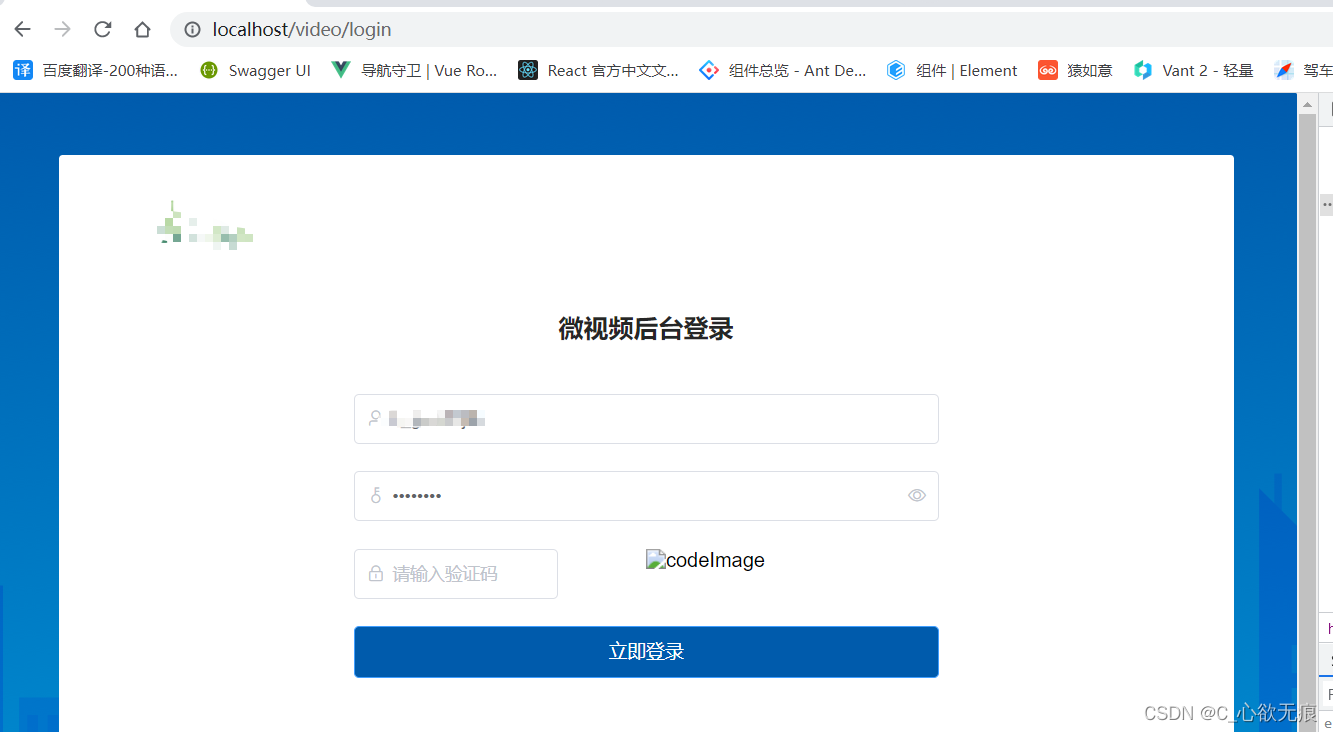 localhost/video/login
百度翻译-200种语... Swagger UI 导航守卫 | Vue Ro... React 官方中文文... 组件总览 - Ant De... 组件 | Element 猿如意 Vant 2 - 轻量 驾车
微视频后台登录
••••••••
请输入验证码 codeImage
立即登录
CSDN @C_心欲无痕